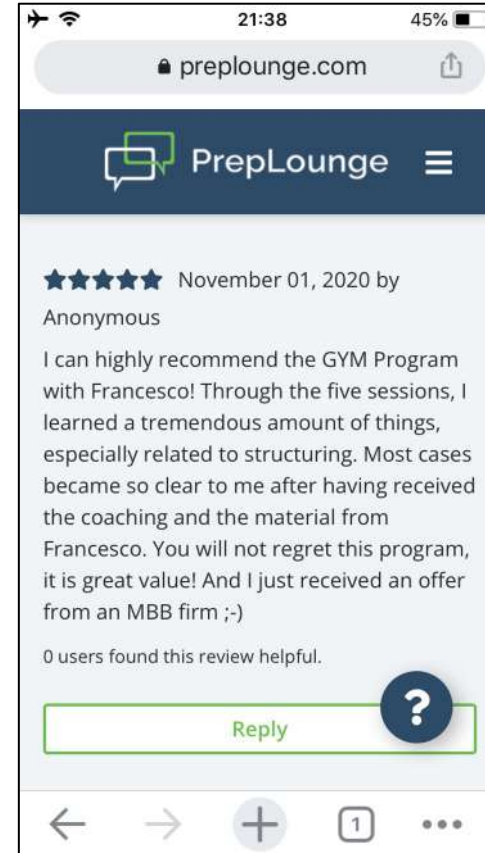 21:38
45%
preplounge.com
PrepLounge
November 01, 2020 by
Anonymous
I can highly recommend the GYM Program
with Francesco! Through the five sessions, I
learned a tremendous amount of things,
especially related to structuring. Most cases
became so clear to me after having received
the coaching and the material from
Francesco. You will not regret this program,
it is great value! And I just received an offer
from an MBB firm ;-)
0 users found this review helpful.
?
Reply
1